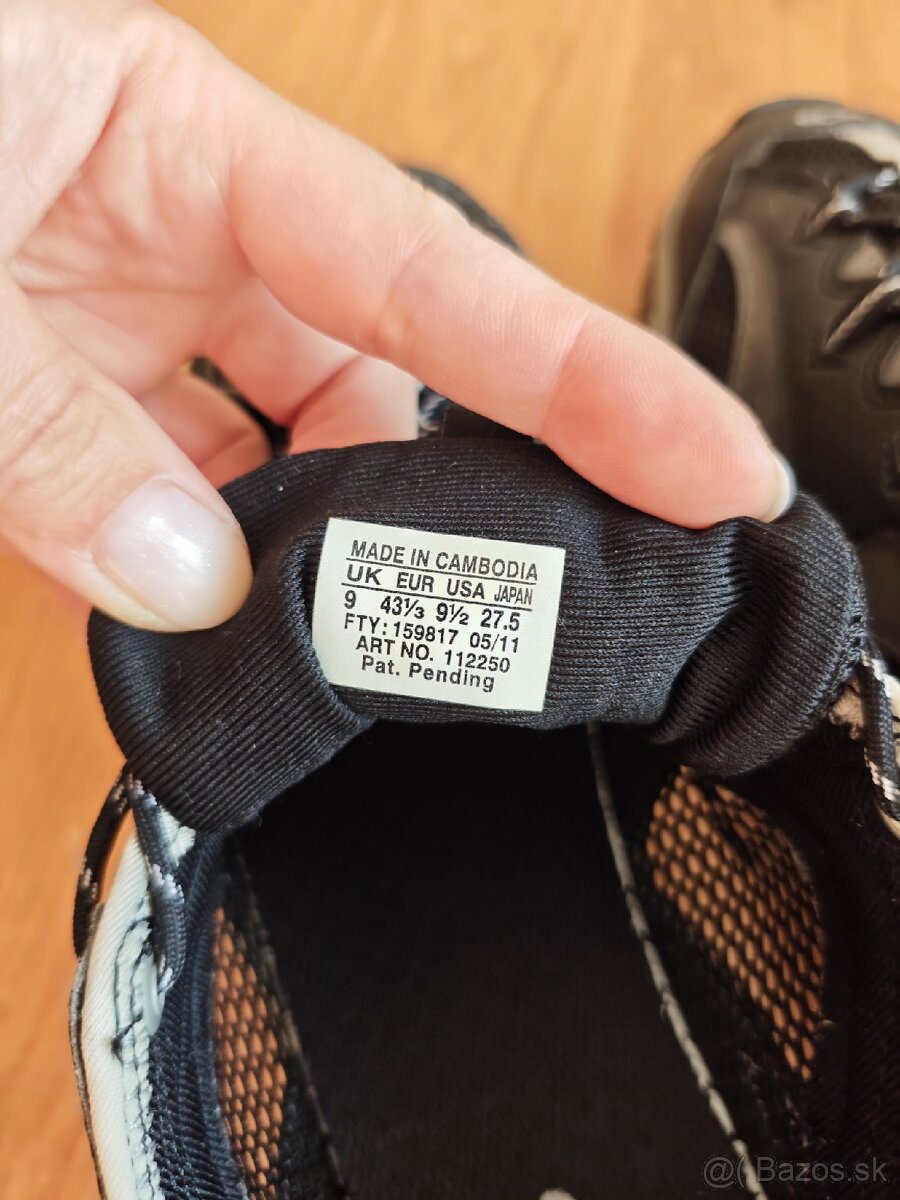 MADE IN CAMBODIA
UK EUR USA JAPAN
9 43⅓ 9½ 27.5
FTY: 159817 05/11
ART NO. 112250
Pat. Pending
@( Bazos.sk